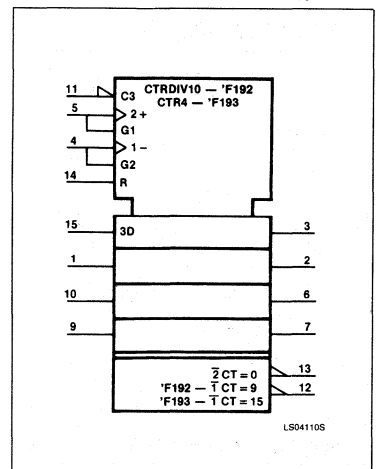 CTRDIV10 — 'F192
CTR4 — 'F193
11 C3
5 2+
G1
4 1−
G2
14 R
15 3D 3
1 2
10 6
9 7
2̅ CT = 0 13
'F192 — 1̅ CT = 9 12
'F193 — 1̅ CT = 15
LS04110S